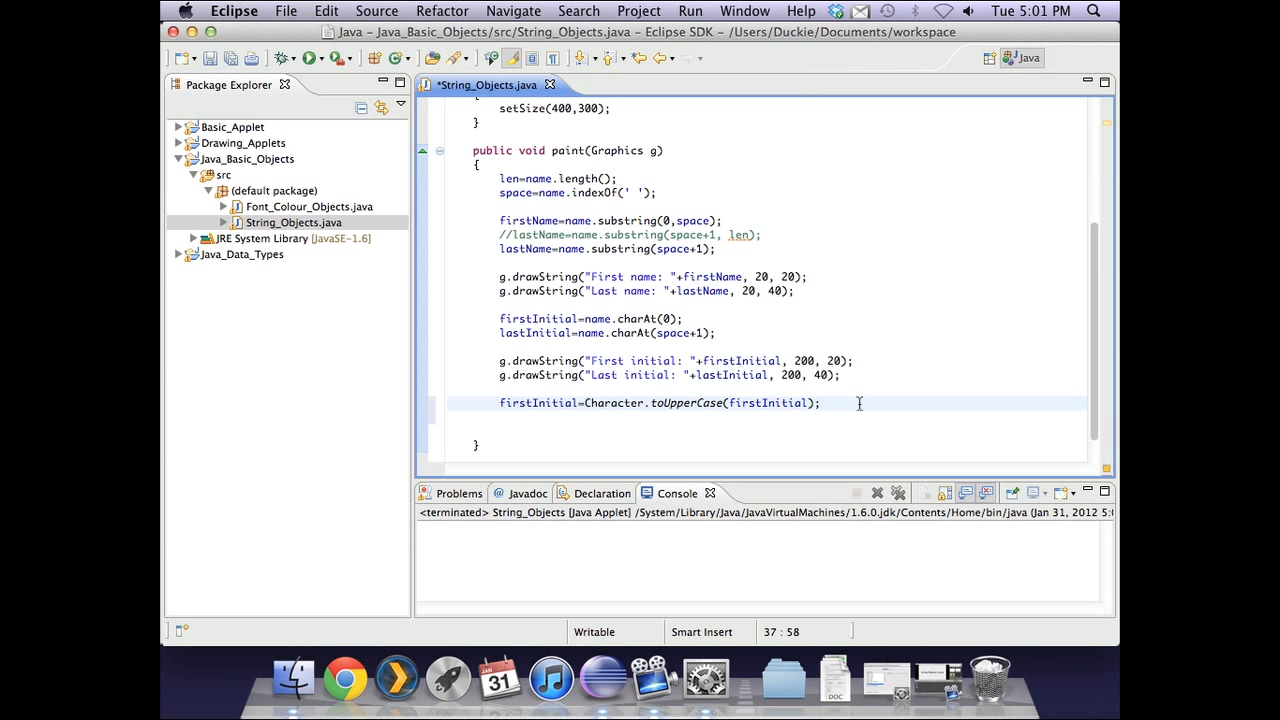 Eclipse File Edit Source Refactor Navigate Search Project Run Window Help Tue 5:01 PM
Java – Java_Basic_Objects/src/String_Objects.java – Eclipse SDK – /Users/Duckie/Documents/workspace
Java
Package Explorer
Basic_Applet
Drawing_Applets
Java_Basic_Objects
src
(default package)
Font_Colour_Objects.java
String_Objects.java
JRE System Library [JavaSE-1.6]
Java_Data_Types
*String_Objects.java
{
setSize(400,300);
}
public void paint(Graphics g)
{
len=name.length();
space=name.indexOf(' ');
firstName=name.substring(0,space);
//lastName=name.substring(space+1, len);
lastName=name.substring(space+1);
g.drawString("First name: "+firstName, 20, 20);
g.drawString("Last name: "+lastName, 20, 40);
firstInitial=name.charAt(0);
lastInitial=name.charAt(space+1);
g.drawString("First initial: "+firstInitial, 200, 20);
g.drawString("Last initial: "+lastInitial, 200, 40);
firstInitial=Character.toUpperCase(firstInitial);
}
Problems @ Javadoc Declaration Console
<terminated> String_Objects [Java Applet] /System/Library/Java/JavaVirtualMachines/1.6.0.jdk/Contents/Home/bin/java (Jan 31, 2012 5:0
Writable Smart Insert 37 : 58
JAN
31
DOC